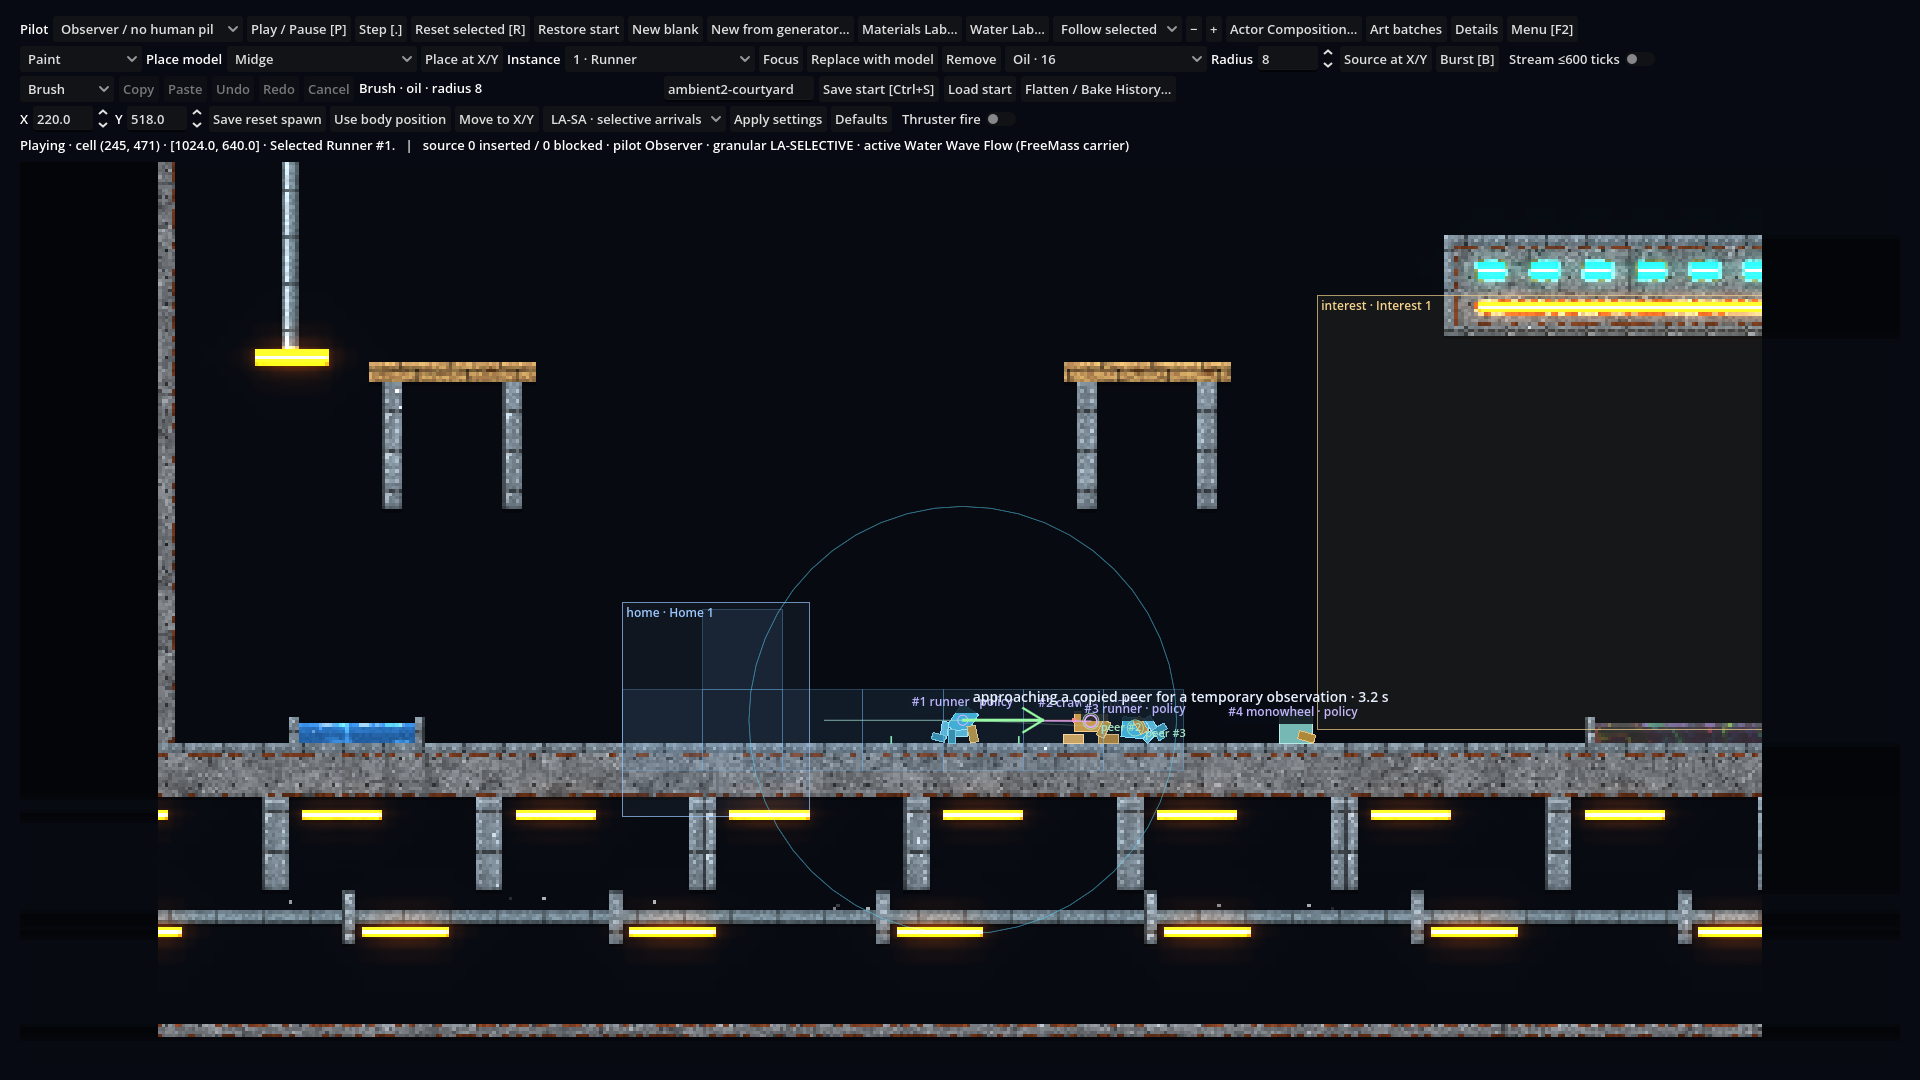 Pilot Observer / no human pil Play / Pause [P] Step [.] Reset selected [R] Restore start New blank New from generator... Materials Lab... Water Lab... Follow selected − + Actor Composition... Art batches Details Menu [F2]
Paint Place model Midge Place at X/Y Instance 1 · Runner Focus Replace with model Remove Oil · 16 Radius 8 Source at X/Y Burst [B] Stream ≤600 ticks
Brush Copy Paste Undo Redo Cancel Brush · oil · radius 8 ambient2-courtyard Save start [Ctrl+S] Load start Flatten / Bake History...
X 220.0 Y 518.0 Save reset spawn Use body position Move to X/Y LA-SA · selective arrivals Apply settings Defaults Thruster fire
Playing · cell (245, 471) · [1024.0, 640.0] · Selected Runner #1. | source 0 inserted / 0 blocked · pilot Observer · granular LA-SELECTIVE · active Water Wave Flow (FreeMass carrier)
interest · Interest 1
home · Home 1
approaching a copied peer for a temporary observation · 3.2 s
#1 runner · policy
#3 runner · policy
#4 monowheel · policy